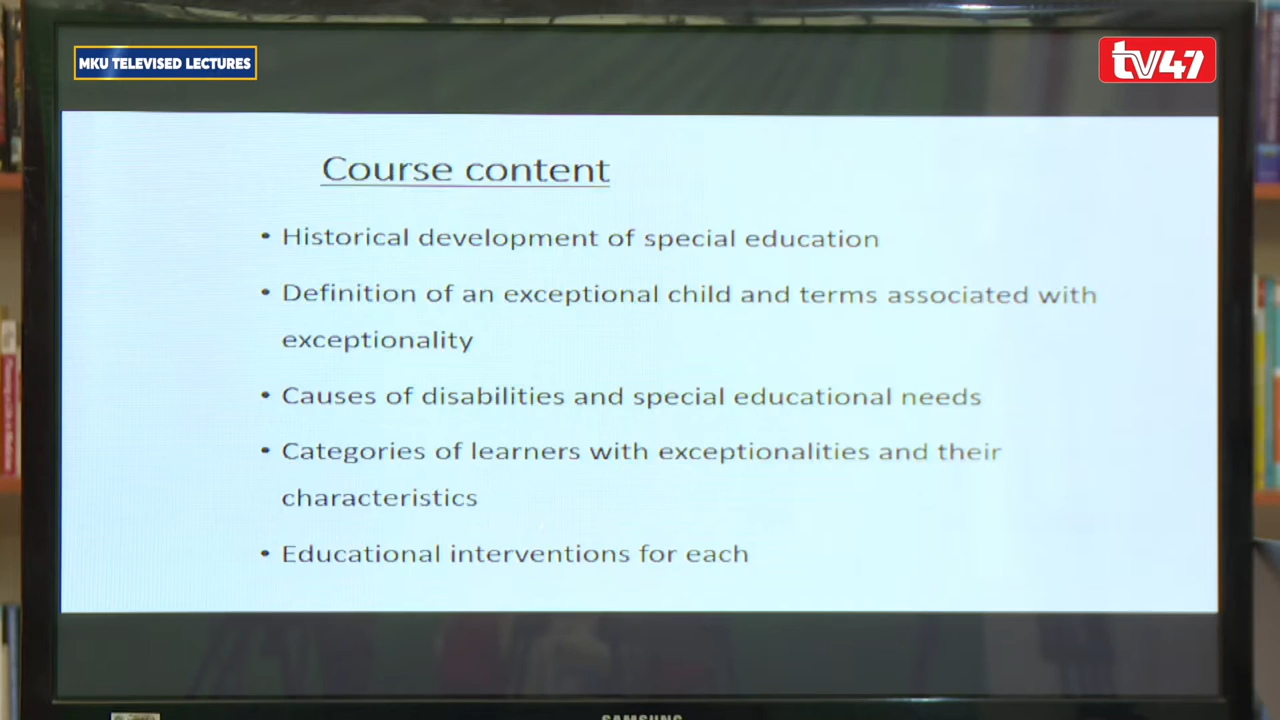 MKU TELEVISED LECTURES
tv47
Course content
• Historical development of special education
• Definition of an exceptional child and terms associated with
exceptionality
• Causes of disabilities and special educational needs
• Categories of learners with exceptionalities and their
characteristics
• Educational interventions for each
SAMSUNG